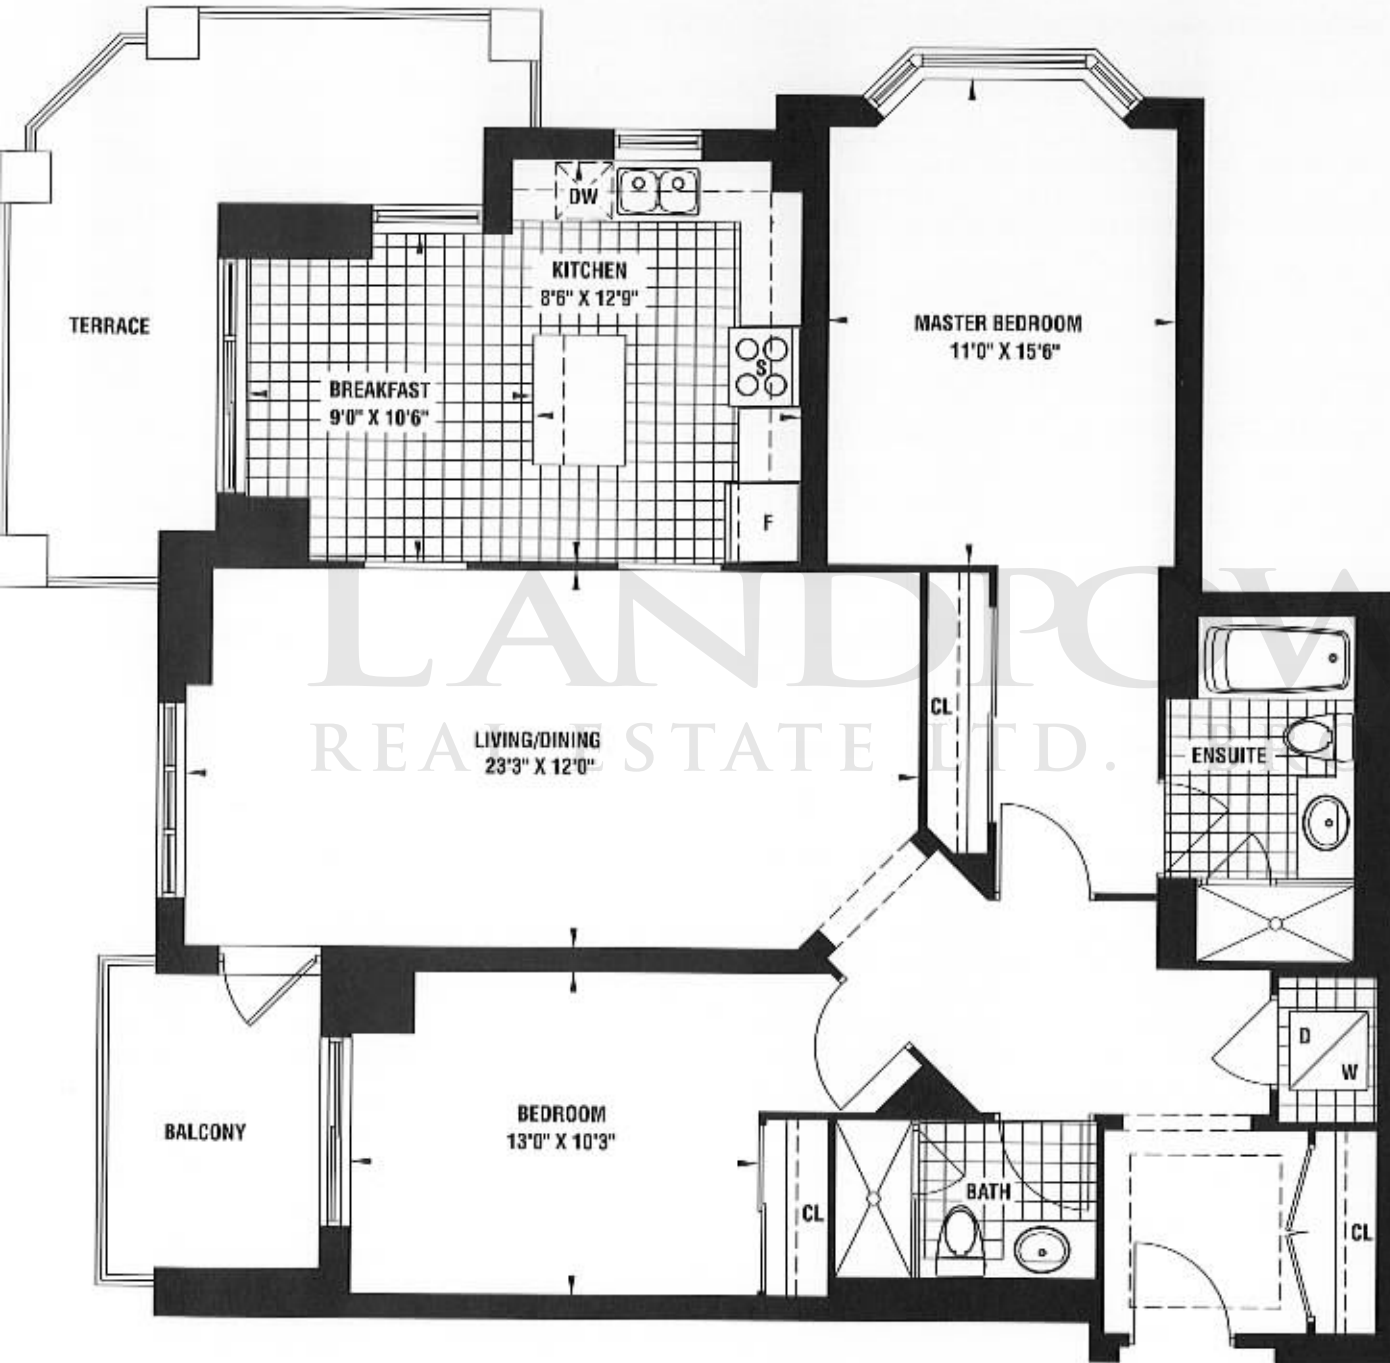 DW
KITCHEN
8'6" X 12'9"
TERRACE
MASTER BEDROOM
11'0" X 15'6"
S
BREAKFAST
9'0" X 10'6"
F
LANDPOW
REAL ESTATE LTD. BRO
CL
LIVING/DINING
23'3" X 12'0"
ENSUITE
D
W
BEDROOM
13'0" X 10'3"
BALCONY
BATH
CL
CL